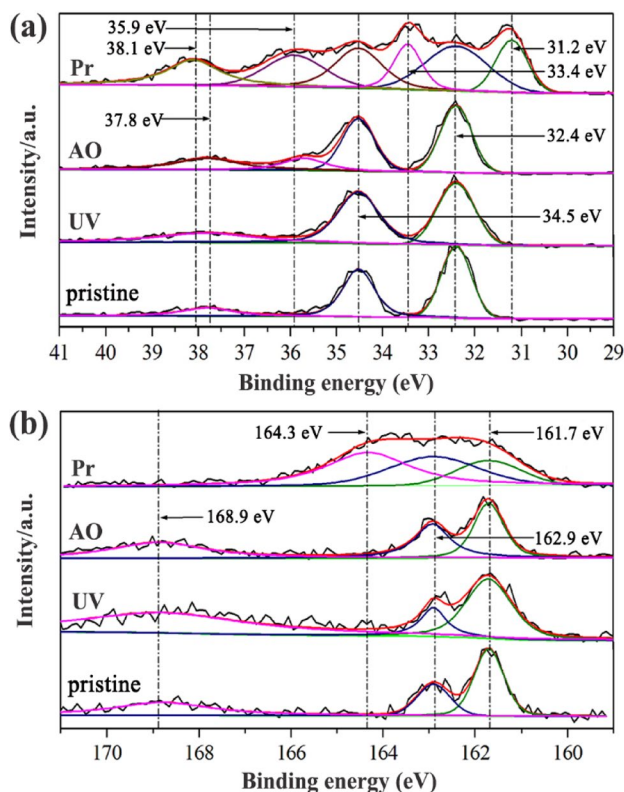 (a)
35.9 eV
38.1 eV
Pr
31.2 eV
33.4 eV
37.8 eV
AO
32.4 eV
UV
34.5 eV
pristine
Intensity/a.u.
41 40 39 38 37 36 35 34 33 32 31 30 29
Binding energy (eV)
(b)
164.3 eV
161.7 eV
Pr
AO
168.9 eV
162.9 eV
UV
pristine
Intensity/a.u.
170 168 166 164 162 160
Binding energy (eV)